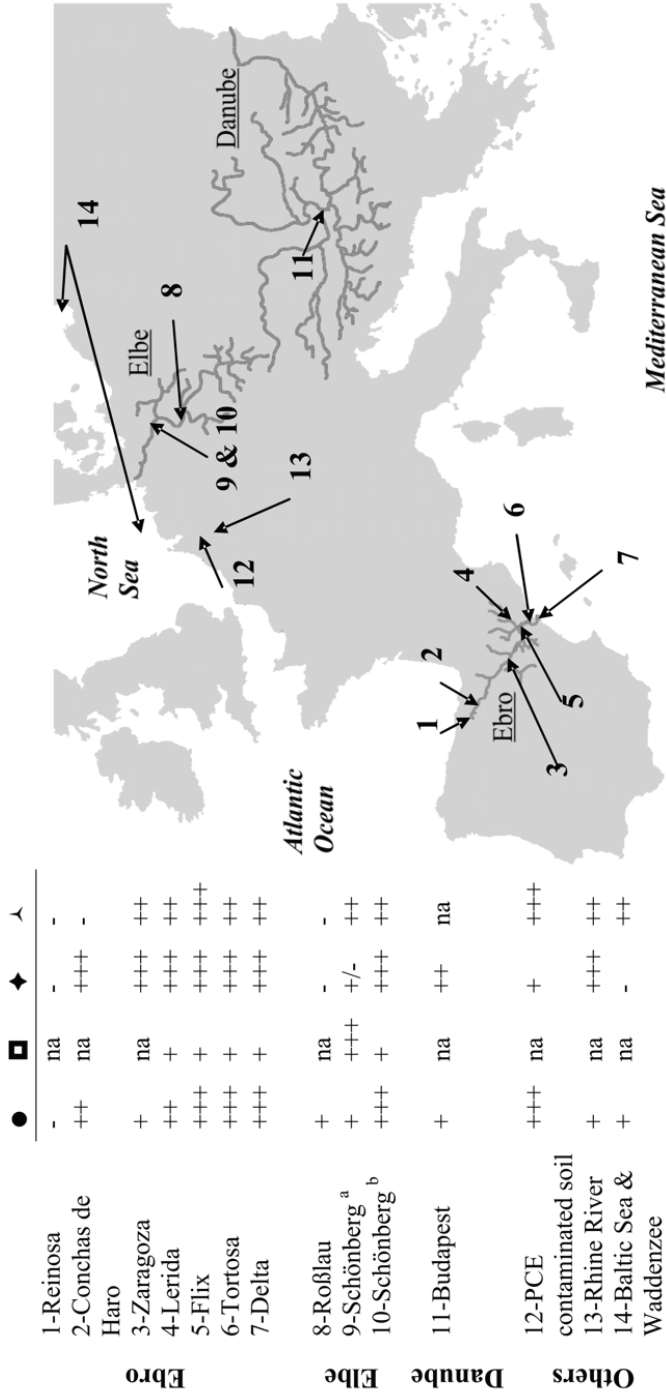 ● ◘ ✦ ⅄
Ebro
1-Reinosa - na - -
2-Conchas de ++ na +++ -
Haro
3-Zaragoza + na +++ ++
4-Lerida ++ + +++ ++
5-Flix +++ + +++ +++
6-Tortosa +++ + +++ ++
7-Delta +++ + +++ ++
Elbe
8-Roßlau + na - -
9-Schönberg a + +++ +/- ++
10-Schönberg b +++ + +++ ++
Danube
11-Budapest + na ++ na
Others
12-PCE +++ na + +++
contaminated soil
13-Rhine River + na +++ ++
14-Baltic Sea & + na - ++
Waddenzee
Atlantic
Ocean
North
Sea
Mediterranean Sea
Elbe
Danube
Ebro
1
2
3
4
5
6
7
8
9 & 10
11
12
13
14